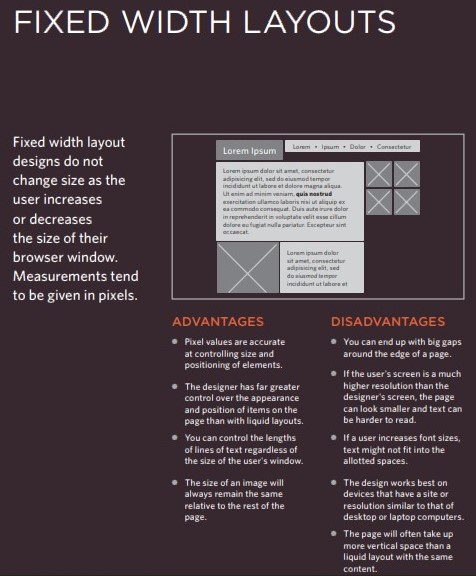 FIXED WIDTH LAYOUTS
Fixed width layout
designs do not
change size as the
user increases
or decreases
the size of their
browser window.
Measurements tend
to be given in pixels.
Lorem Ipsum
Lorem • Ipsum • Dolor • Consectetur
Lorem ipsum dolor sit amet, consectetur
adipisicing elit, sed do eiusmod tempor
incididunt ut labore et dolore magna aliqua.
Ut enim ad minim veniam, quis nostrud
exercitation ullamco laboris nisi ut aliquip ex
ea commodo consequat. Duis aute irure dolor
in reprehenderit in voluptate velit esse cillum
dolore eu fugiat nulla pariatur. Excepteur sint
occaecat.
Lorem ipsum dolor
sit amet, consectetur
adipisicing elit, sed
do eiusmod tempor
incididunt ut labore et
ADVANTAGES
Pixel values are accurate
at controlling size and
positioning of elements.
The designer has far greater
control over the appearance
and position of items on the
page than with liquid layouts.
You can control the lengths
of lines of text regardless of
the size of the user's window.
The size of an image will
always remain the same
relative to the rest of the
page.
DISADVANTAGES
You can end up with big gaps
around the edge of a page.
If the user's screen is a much
higher resolution than the
designer's screen, the page
can look smaller and text can
be harder to read.
If a user increases font sizes,
text might not fit into the
allotted spaces.
The design works best on
devices that have a site or
resolution similar to that of
desktop or laptop computers.
The page will often take up
more vertical space than a
liquid layout with the same
content.